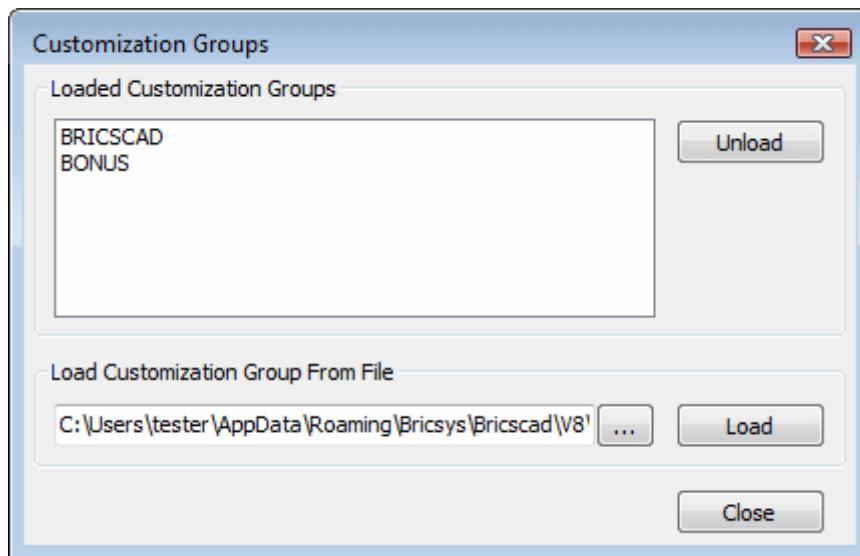 Customization Groups
Loaded Customization Groups
BRICSCAD
BONUS
Unload
Load Customization Group From File
C:\Users\tester\AppData\Roaming\Bricsys\Bricscad\V8\
...
Load
Close